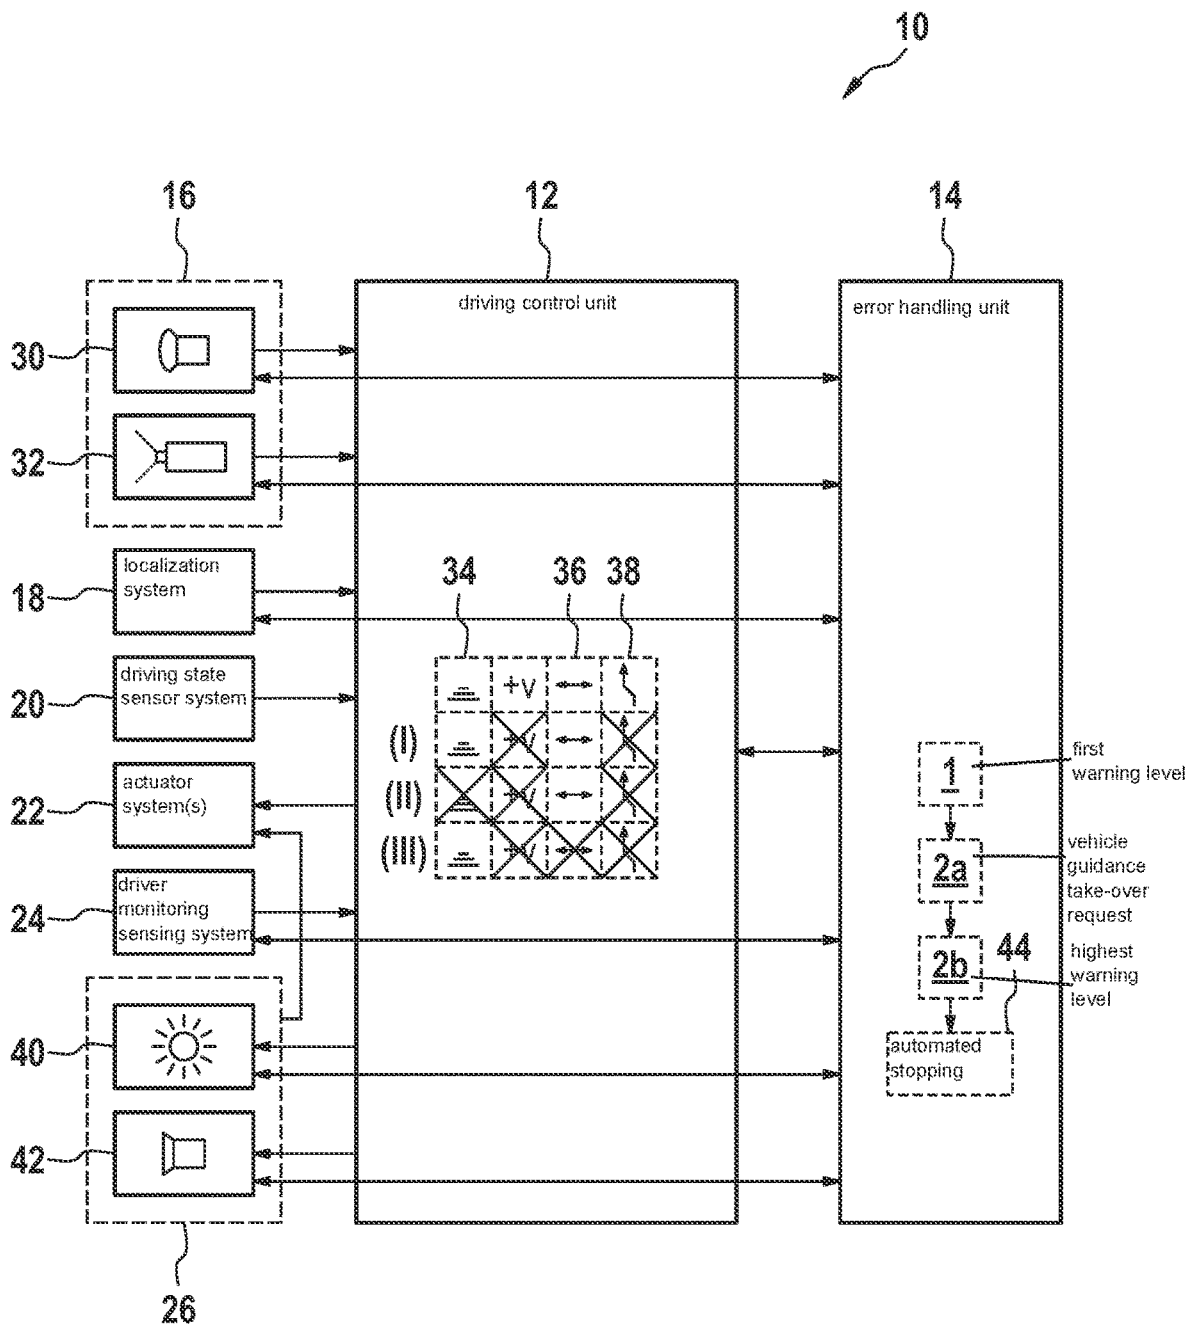 10
16
12
14
driving control unit
error handling unit
30
32
localization
system
18
34
36
38
driving state
sensor system
20
+v
(I)
+v
first
warning level
1
actuator
system(s)
22
(II)
+v
(III)
+v
vehicle
guidance
take-over
request
2a
driver
monitoring
sensing system
24
2b
44
highest
warning
level
40
automated
stopping
42
26